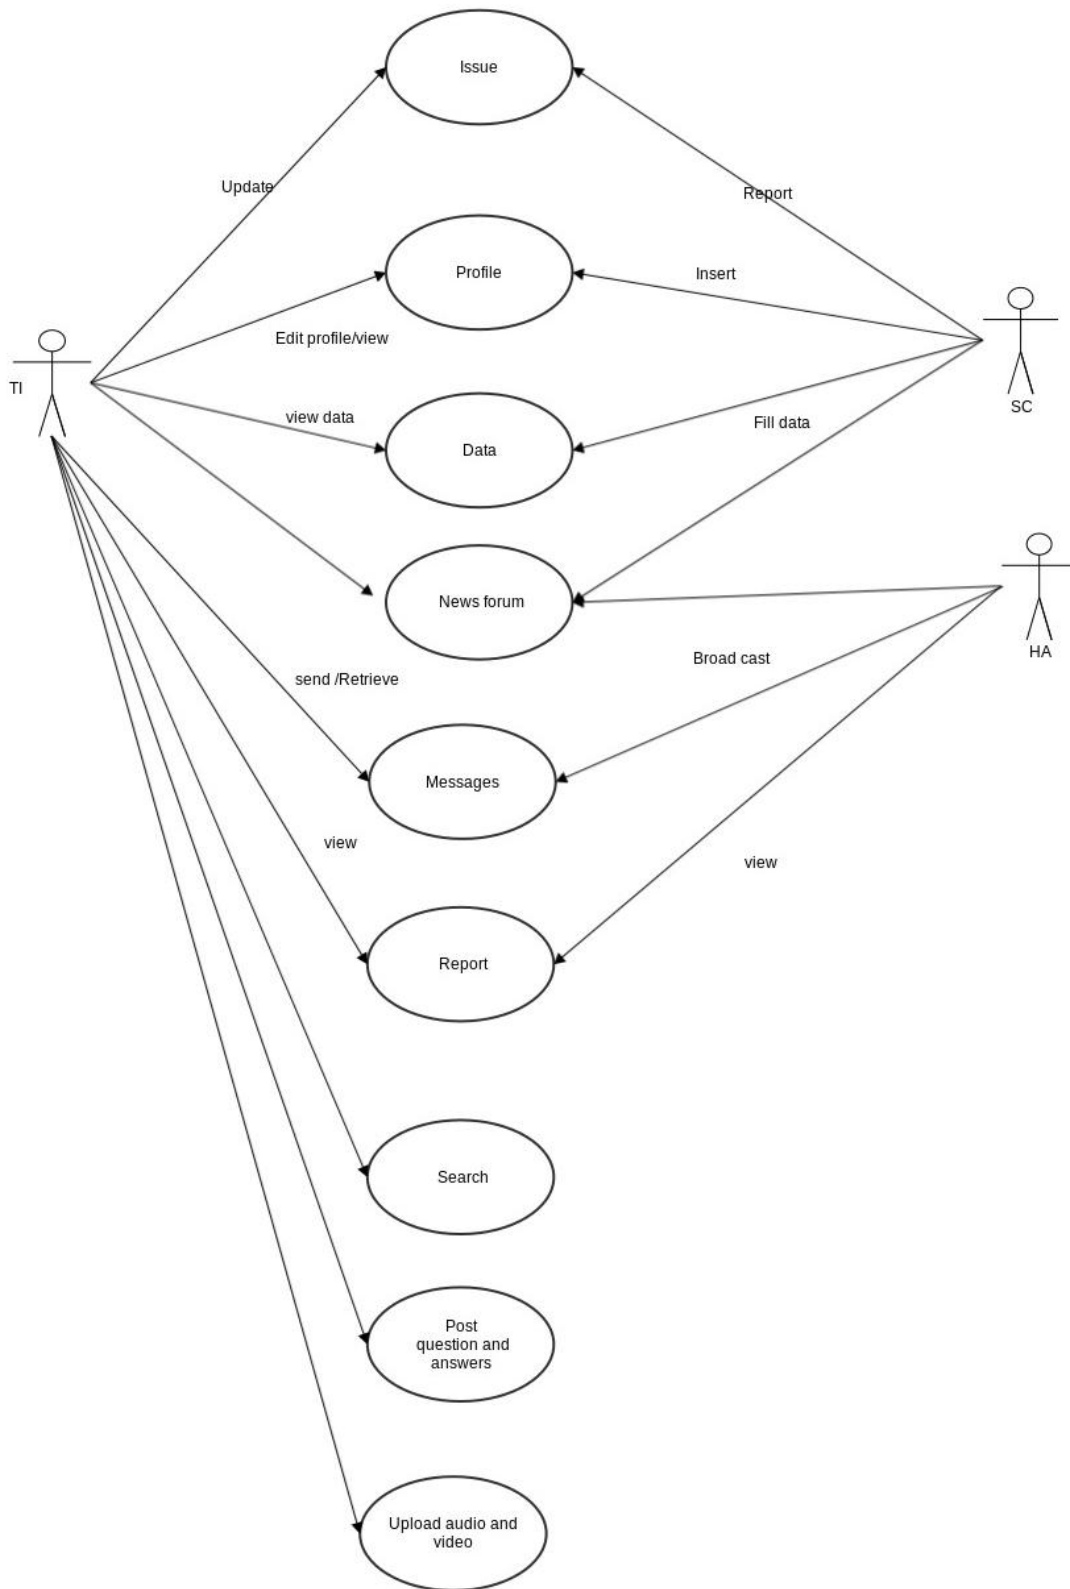 Issue
Update
Report
Profile
Insert
Edit profile/view
TI
SC
view data
Fill data
Data
News forum
HA
Broad cast
send /Retrieve
Messages
view
view
Report
Search
Post
question and
answers
Upload audio and
video